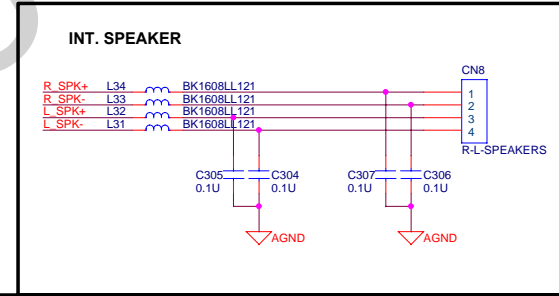 INT. SPEAKER
CN8
R_SPK+ L34 BK1608LL121 1
R_SPK- L33 BK1608LL121 2
L_SPK+ L32 BK1608LL121 3
L_SPK- L31 BK1608LL121 4
R-L-SPEAKERS
C305 C304 C307 C306
0.1U 0.1U 0.1U 0.1U
AGND AGND